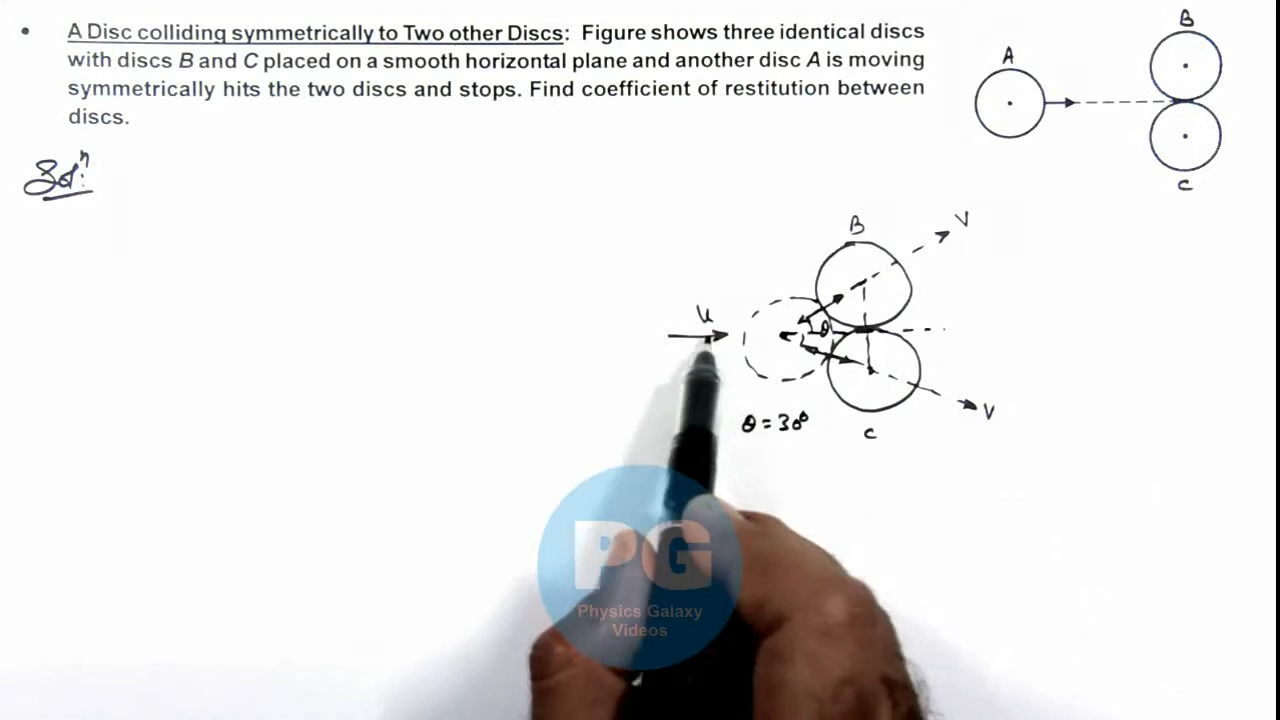 • A Disc colliding symmetrically to Two other Discs: Figure shows three identical discs
with discs B and C placed on a smooth horizontal plane and another disc A is moving
symmetrically hits the two discs and stops. Find coefficient of restitution between
discs.
A
B
C
Solⁿ:
B
V
u
θ
V
θ = 30°
C
PG
Physics Galaxy
Videos